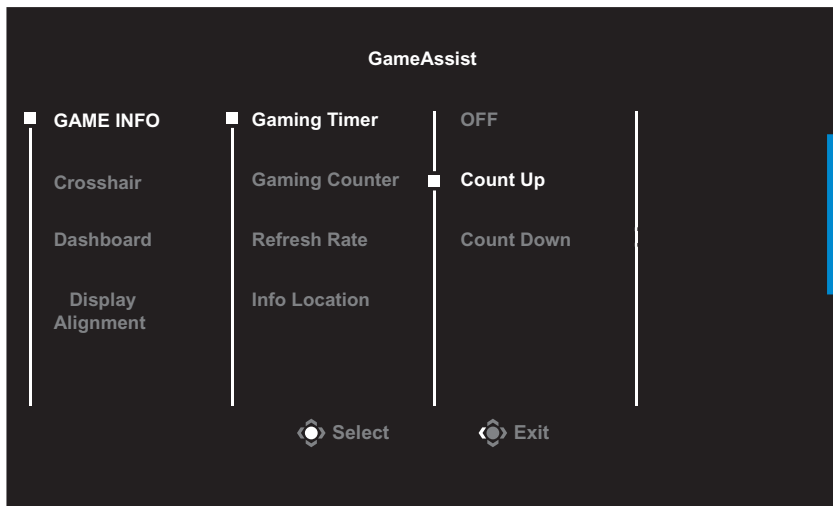 GameAssist
GAME INFO
Crosshair
Dashboard
Display
Alignment
Gaming Timer
Gaming Counter
Refresh Rate
Info Location
OFF
Count Up
Count Down
Select
Exit